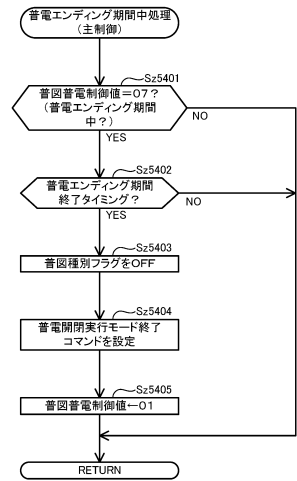 普電エンディング期間中処理
(主制御)
Sz5401
普図普電制御値=07?
(普電エンディング期間
中?)
NO
YES
Sz5402
普電エンディング期間
終了タイミング?
NO
YES
Sz5403
普図種別フラグをOFF
Sz5404
普電開閉実行モード終了
コマンドを設定
Sz5405
普図普電制御値←01
RETURN